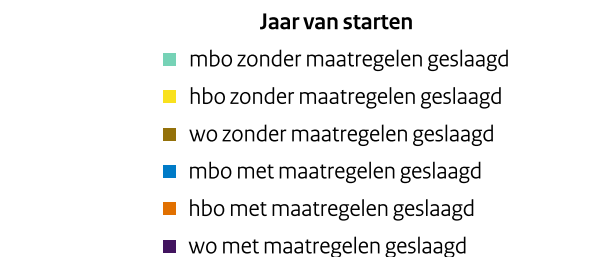 Jaar van starten
mbo zonder maatregelen geslaagd
hbo zonder maatregelen geslaagd
wo zonder maatregelen geslaagd
mbo met maatregelen geslaagd
hbo met maatregelen geslaagd
wo met maatregelen geslaagd